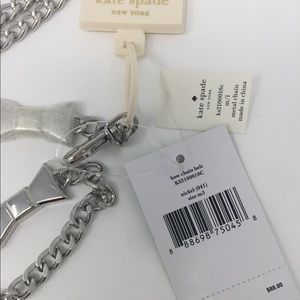 kate spade
NEW YORK
kate spade
NEW YORK
ks2100018c
m/l
metal chain
made in china
bow chain belt
KS2100018C
nickel (041)
size m/l
8 88698 75045 8
$88.00